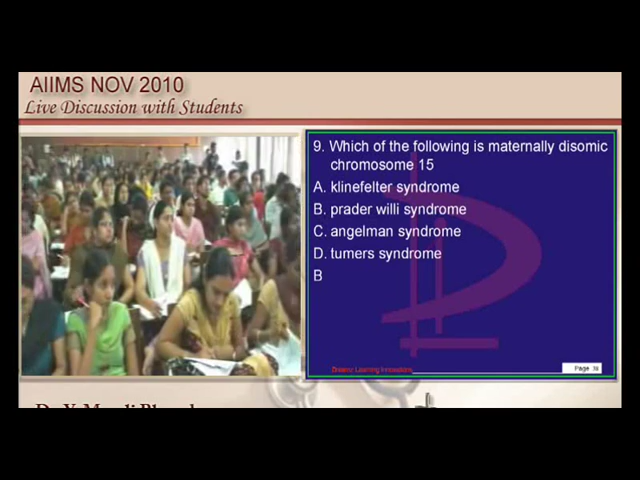 AIIMS NOV 2010
Live Discussion with Students
9. Which of the following is maternally disomic
chromosome 15
A. klinefelter syndrome
B. prader willi syndrome
C. angelman syndrome
D. turners syndrome
B
Page